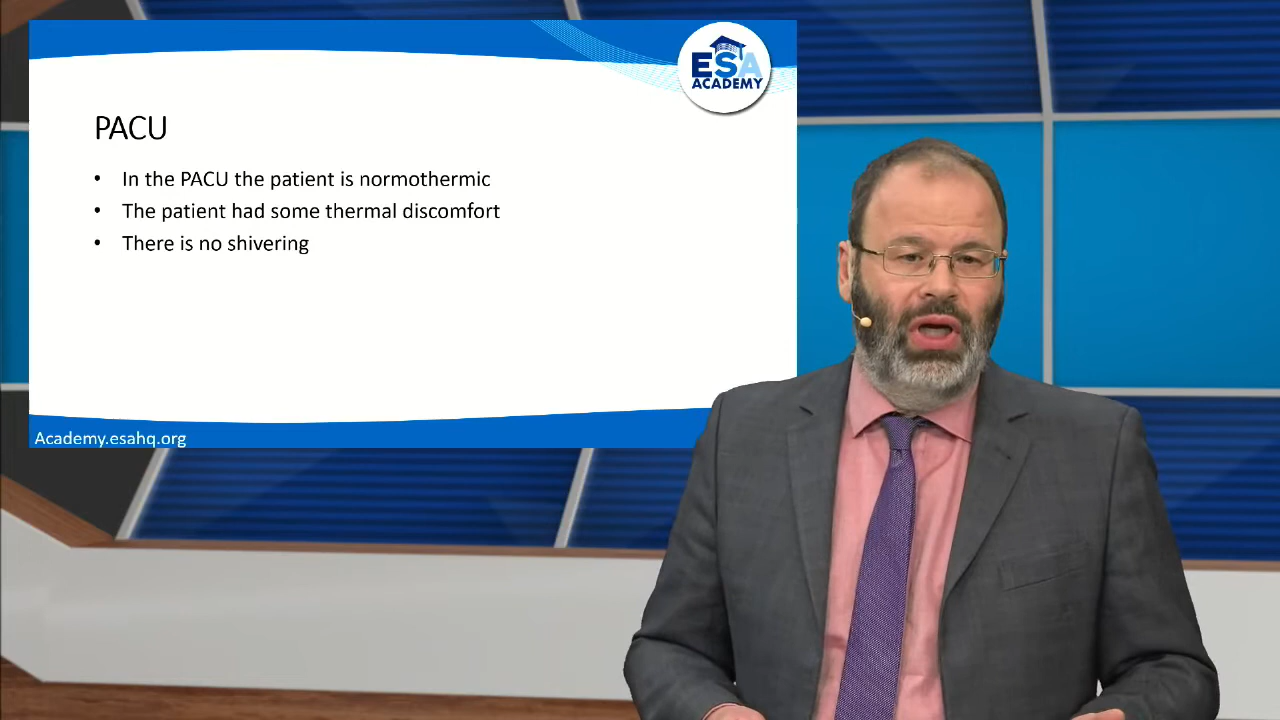 ESA
ACADEMY
PACU
• In the PACU the patient is normothermic
• The patient had some thermal discomfort
• There is no shivering
Academy.esahq.org